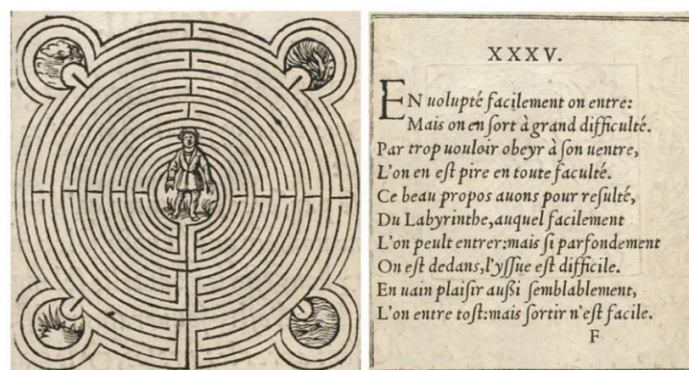 XXXV.
EN uolupté facilement on entre:
Mais on en ſort à grand difficulté.
Par trop uouloir obeyr à ſon uentre,
L'on en eſt pire en toute faculté.
Ce beau propos auons pour reſulté,
Du Labyrinthe, auquel facilement
L'on peult entrer: mais ſi parfondement
On eſt dedans, l'yſſue eſt difficile.
En uain plaiſir außi ſemblablement,
L'on entre toſt: mais ſortir n'eſt facile.
F